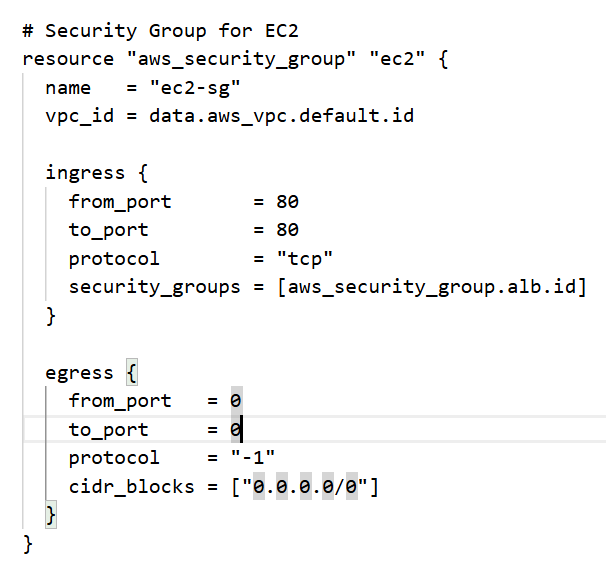 # Security Group for EC2
resource "aws_security_group" "ec2" {
  name   = "ec2-sg"
  vpc_id = data.aws_vpc.default.id

  ingress {
    from_port       = 80
    to_port         = 80
    protocol        = "tcp"
    security_groups = [aws_security_group.alb.id]
  }

  egress {
    from_port   = 0
    to_port     = 0
    protocol    = "-1"
    cidr_blocks = ["0.0.0.0/0"]
  }
}